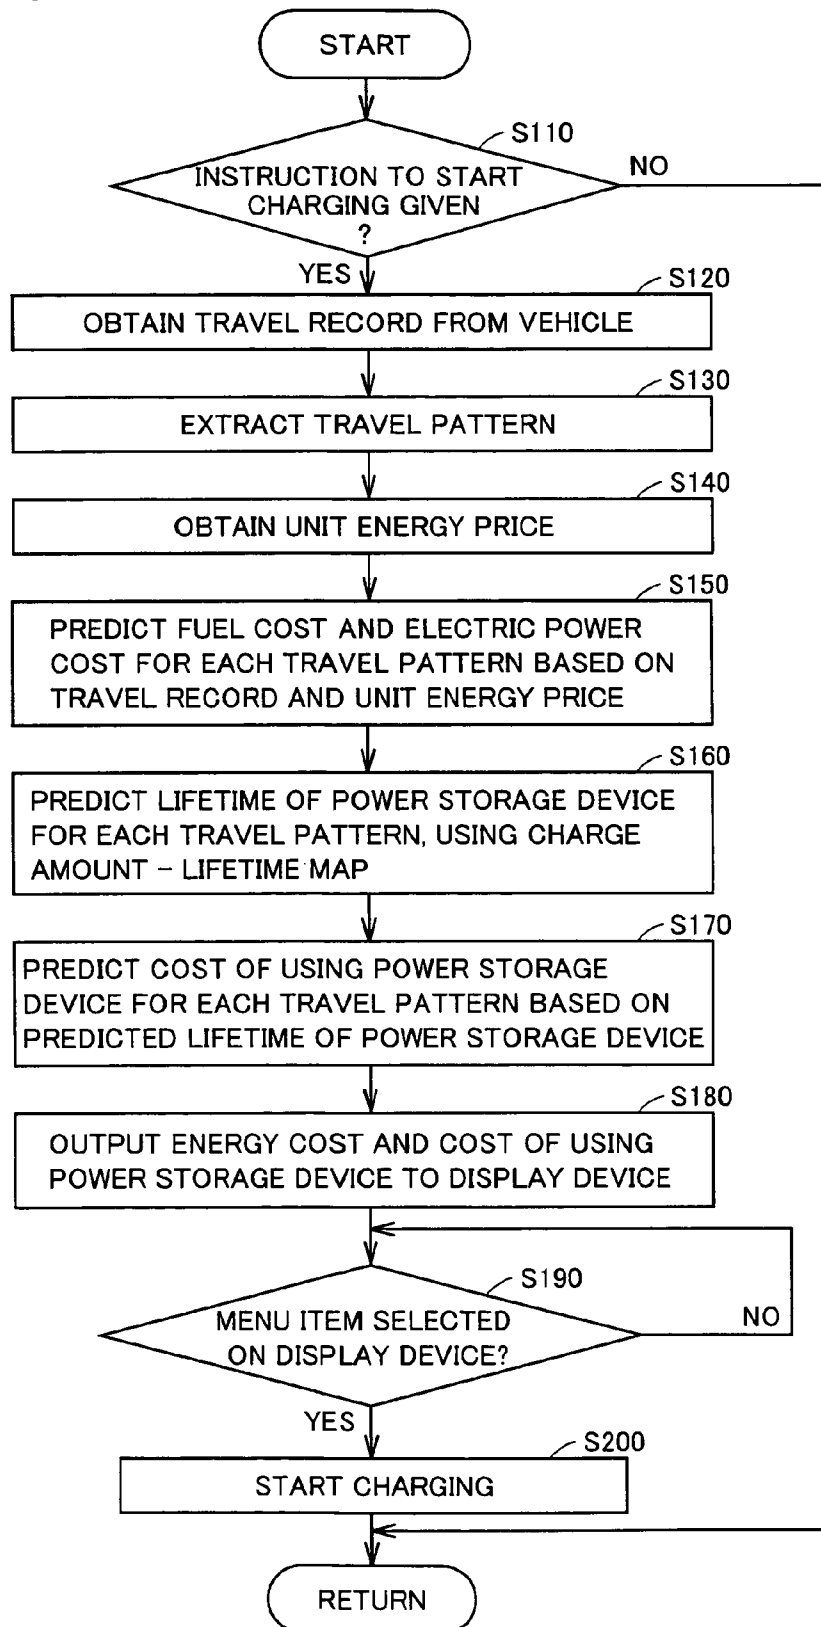 START
S110
INSTRUCTION TO START
CHARGING GIVEN
?
NO
YES
S120
OBTAIN TRAVEL RECORD FROM VEHICLE
S130
EXTRACT TRAVEL PATTERN
S140
OBTAIN UNIT ENERGY PRICE
S150
PREDICT FUEL COST AND ELECTRIC POWER
COST FOR EACH TRAVEL PATTERN BASED ON
TRAVEL RECORD AND UNIT ENERGY PRICE
S160
PREDICT LIFETIME OF POWER STORAGE DEVICE
FOR EACH TRAVEL PATTERN, USING CHARGE
AMOUNT – LIFETIME MAP
S170
PREDICT COST OF USING POWER STORAGE
DEVICE FOR EACH TRAVEL PATTERN BASED ON
PREDICTED LIFETIME OF POWER STORAGE DEVICE
S180
OUTPUT ENERGY COST AND COST OF USING
POWER STORAGE DEVICE TO DISPLAY DEVICE
S190
MENU ITEM SELECTED
ON DISPLAY DEVICE?
NO
YES
S200
START CHARGING
RETURN